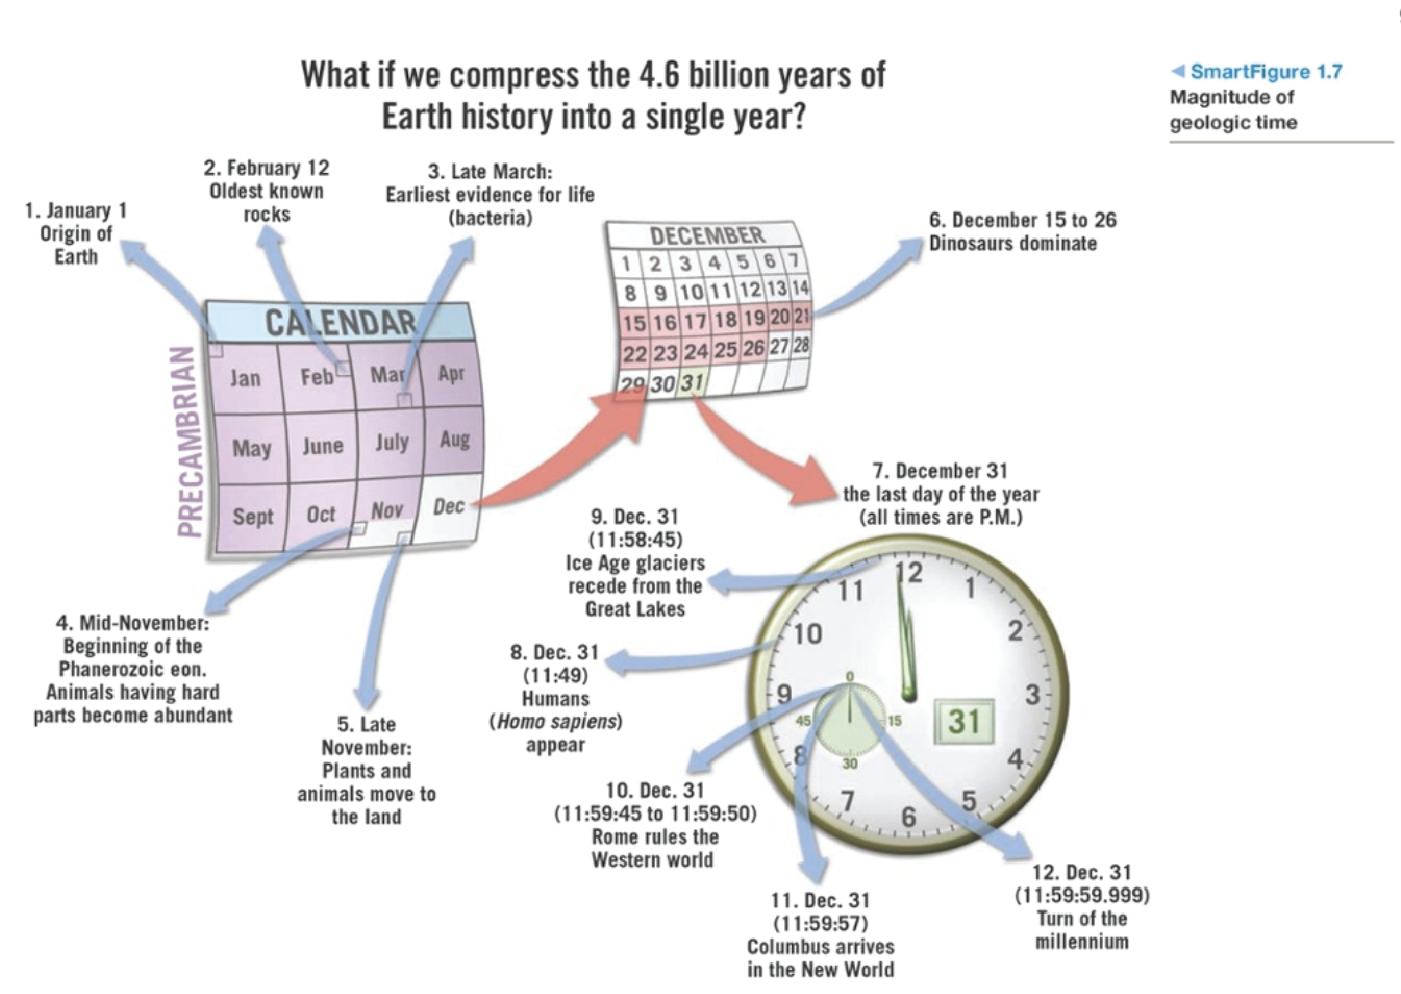 What if we compress the 4.6 billion years of
Earth history into a single year?
◀ SmartFigure 1.7
Magnitude of
geologic time
1. January 1
Origin of
Earth
2. February 12
Oldest known
rocks
3. Late March:
Earliest evidence for life
(bacteria)
CALENDAR
PRECAMBRIAN
Jan Feb Mar Apr
May June July Aug
Sept Oct Nov Dec
DECEMBER
1 2 3 4 5 6 7
8 9 10 11 12 13 14
15 16 17 18 19 20 21
22 23 24 25 26 27 28
29 30 31
6. December 15 to 26
Dinosaurs dominate
4. Mid-November:
Beginning of the
Phanerozoic eon.
Animals having hard
parts become abundant
5. Late
November:
Plants and
animals move to
the land
7. December 31
the last day of the year
(all times are P.M.)
9. Dec. 31
(11:58:45)
Ice Age glaciers
recede from the
Great Lakes
8. Dec. 31
(11:49)
Humans
(Homo sapiens)
appear
12
11 1
10 2
9 3
8 4
7 5
6
0
45 15
30
31
10. Dec. 31
(11:59:45 to 11:59:50)
Rome rules the
Western world
11. Dec. 31
(11:59:57)
Columbus arrives
in the New World
12. Dec. 31
(11:59:59.999)
Turn of the
millennium